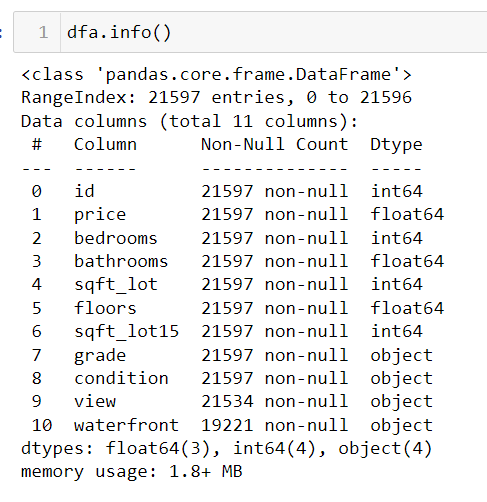 : 1 dfa.info()
<class 'pandas.core.frame.DataFrame'>
RangeIndex: 21597 entries, 0 to 21596
Data columns (total 11 columns):
 #   Column       Non-Null Count  Dtype
---  ------       --------------  -----
 0   id           21597 non-null  int64
 1   price        21597 non-null  float64
 2   bedrooms     21597 non-null  int64
 3   bathrooms    21597 non-null  float64
 4   sqft_lot     21597 non-null  int64
 5   floors       21597 non-null  float64
 6   sqft_lot15   21597 non-null  int64
 7   grade        21597 non-null  object
 8   condition    21597 non-null  object
 9   view         21534 non-null  object
 10  waterfront   19221 non-null  object
dtypes: float64(3), int64(4), object(4)
memory usage: 1.8+ MB